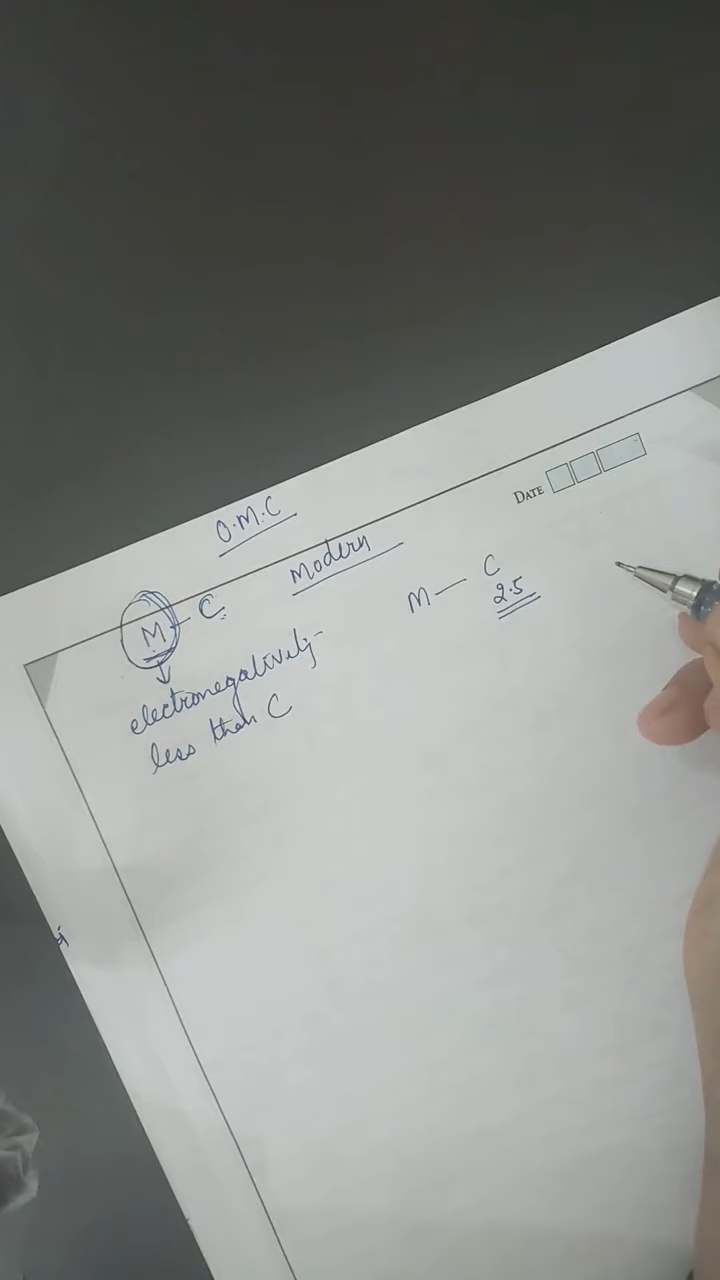 O.M.C
DATE
M - C
Modern
M — C
2.5
electronegativity
less than C